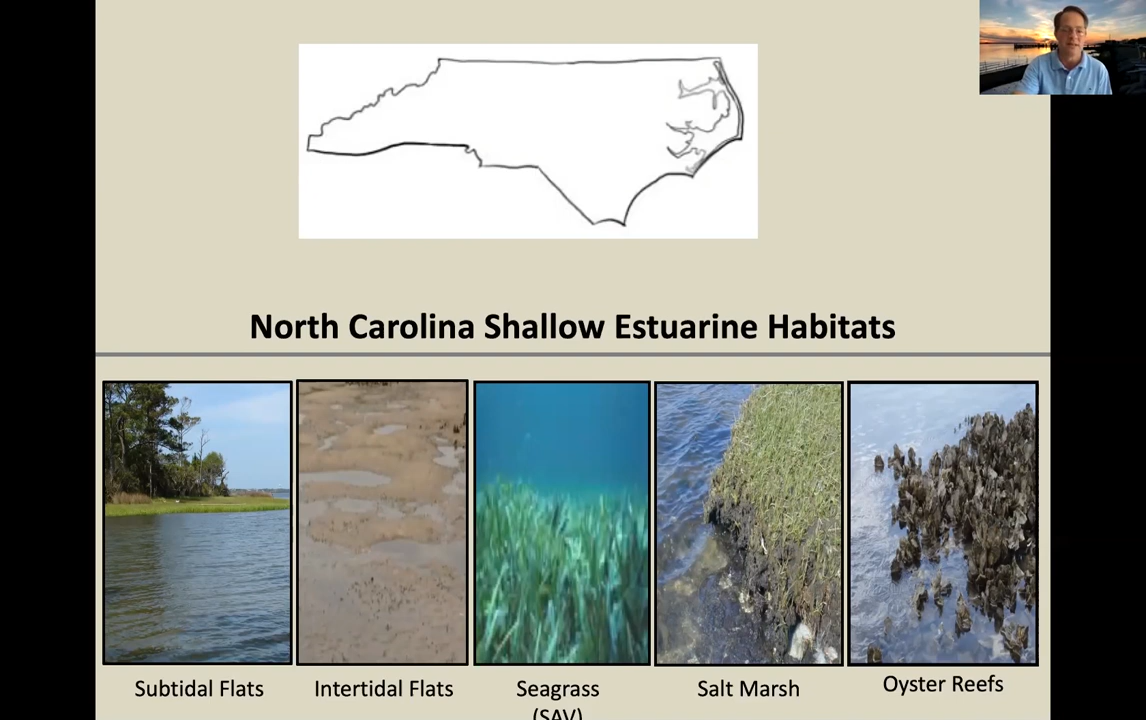 North Carolina Shallow Estuarine Habitats
Subtidal Flats
Intertidal Flats
Seagrass
(SAV)
Salt Marsh
Oyster Reefs